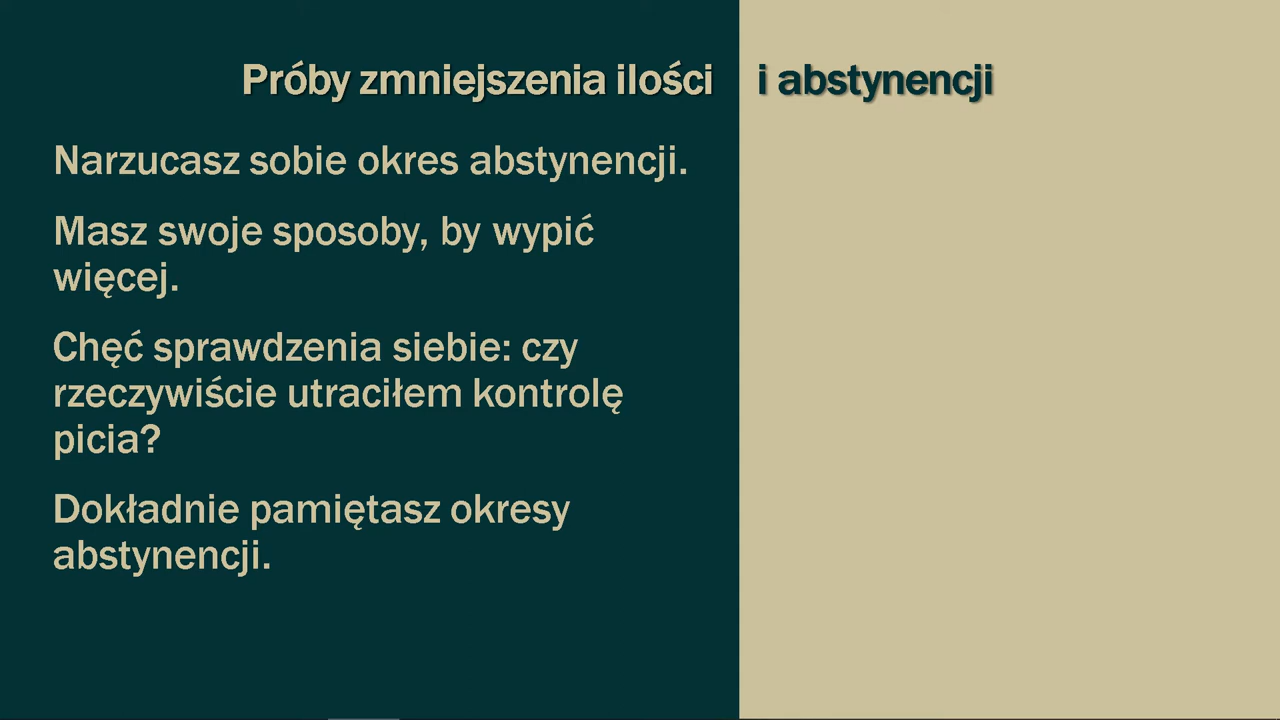 Próby zmniejszenia ilości i abstynencji
Narzucasz sobie okres abstynencji.
Masz swoje sposoby, by wypić
więcej.
Chęć sprawdzenia siebie: czy
rzeczywiście utraciłem kontrolę
picia?
Dokładnie pamiętasz okresy
abstynencji.